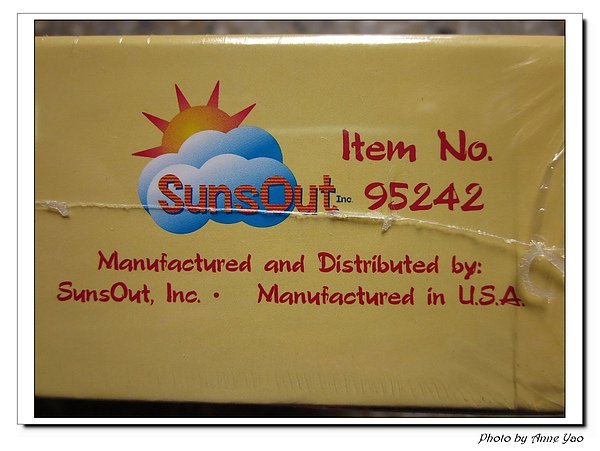 Item No.
SunsOut Inc. 95242
Manufactured and Distributed by:
SunsOut, Inc. • Manufactured in U.S.A.
Photo by Anne Yao